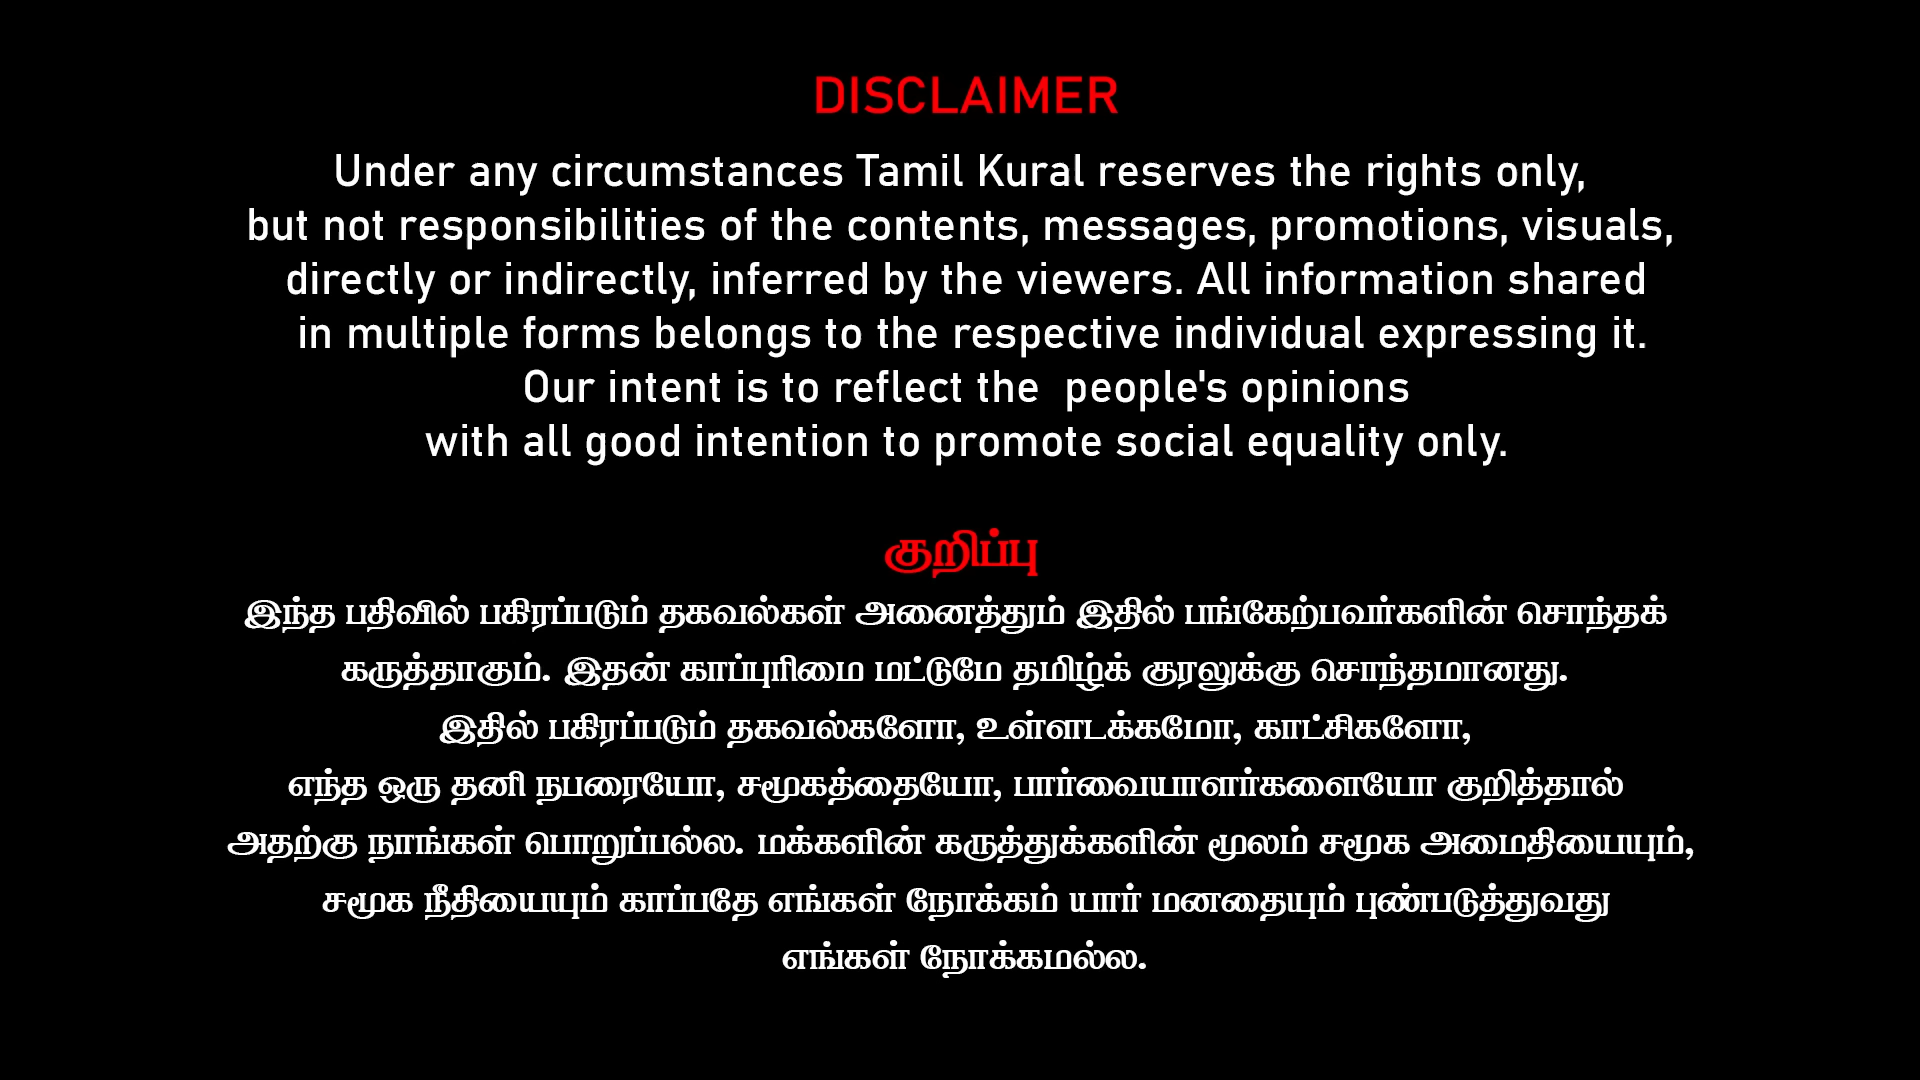 DISCLAIMER
Under any circumstances Tamil Kural reserves the rights only,
but not responsibilities of the contents, messages, promotions, visuals,
directly or indirectly, inferred by the viewers. All information shared
in multiple forms belongs to the respective individual expressing it.
Our intent is to reflect the  people's opinions
with all good intention to promote social equality only.
குறிப்பு
இந்த பதிவில் பகிரப்படும் தகவல்கள் அனைத்தும் இதில் பங்கேற்பவர்களின் சொந்தக்
கருத்தாகும். இதன் காப்புரிமை மட்டுமே தமிழ்க் குரலுக்கு சொந்தமானது.
இதில் பகிரப்படும் தகவல்களோ, உள்ளடக்கமோ, காட்சிகளோ,
எந்த ஒரு தனி நபரையோ, சமூகத்தையோ, பார்வையாளர்களையோ குறித்தால்
அதற்கு நாங்கள் பொறுப்பல்ல. மக்களின் கருத்துக்களின் மூலம் சமூக அமைதியையும்,
சமூக நீதியையும் காப்பதே எங்கள் நோக்கம் யார் மனதையும் புண்படுத்துவது
எங்கள் நோக்கமல்ல.